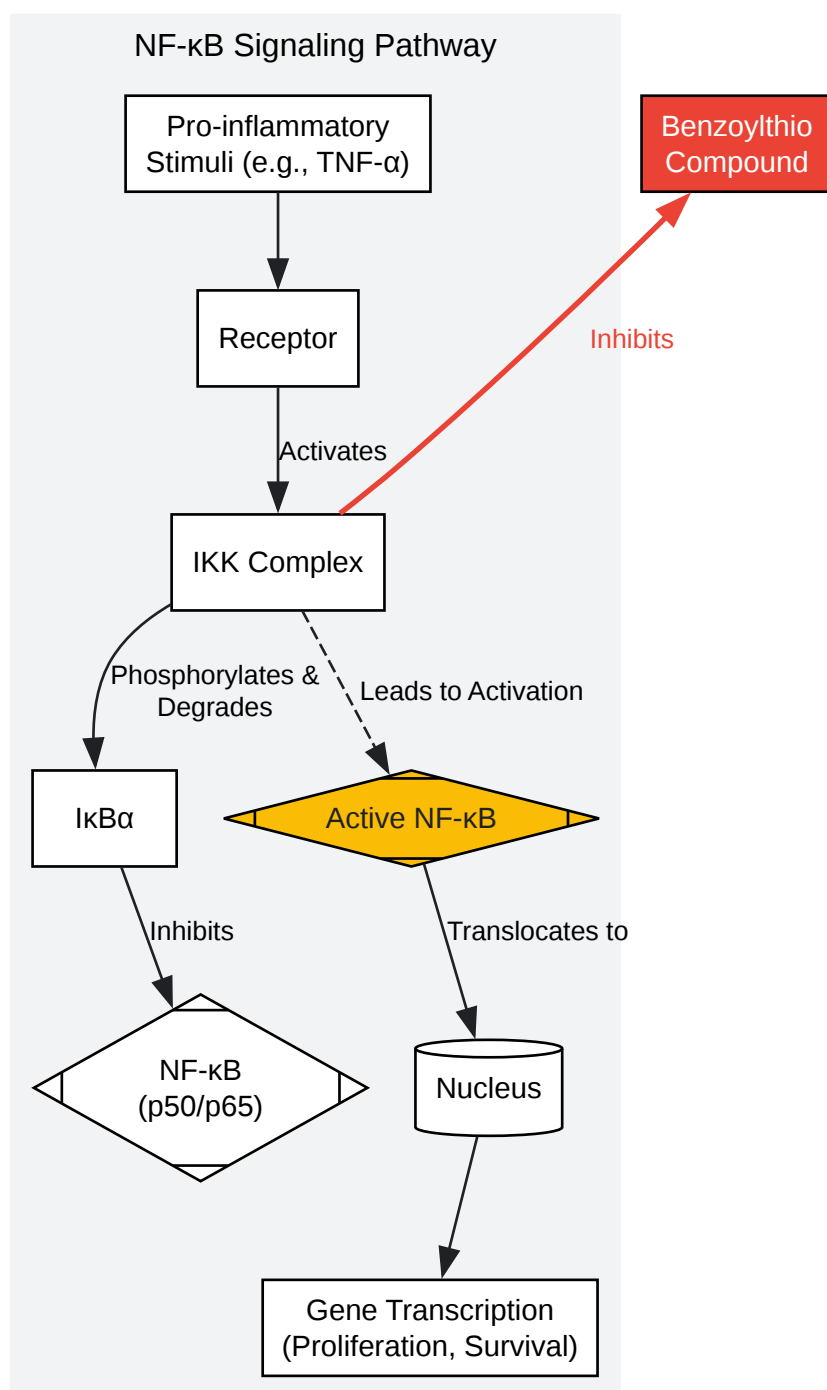 NF-κB Signaling Pathway
Pro-inflammatory
Stimuli (e.g., TNF-α)
Benzoylthio
Compound
Receptor
Inhibits
Activates
IKK Complex
Phosphorylates &
Degrades
Leads to Activation
IκBα
Active NF-κB
Inhibits
Translocates to
NF-κB
(p50/p65)
Nucleus
Gene Transcription
(Proliferation, Survival)